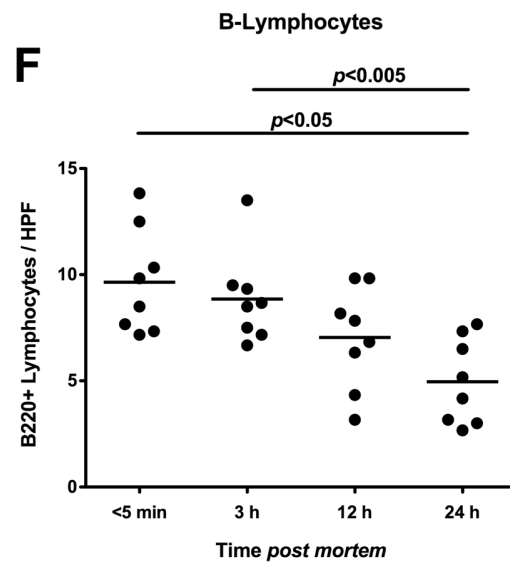 B-Lymphocytes
F
p<0.005
p<0.05
15
10
5
0
B220+ Lymphocytes / HPF
<5 min 3 h 12 h 24 h
Time post mortem